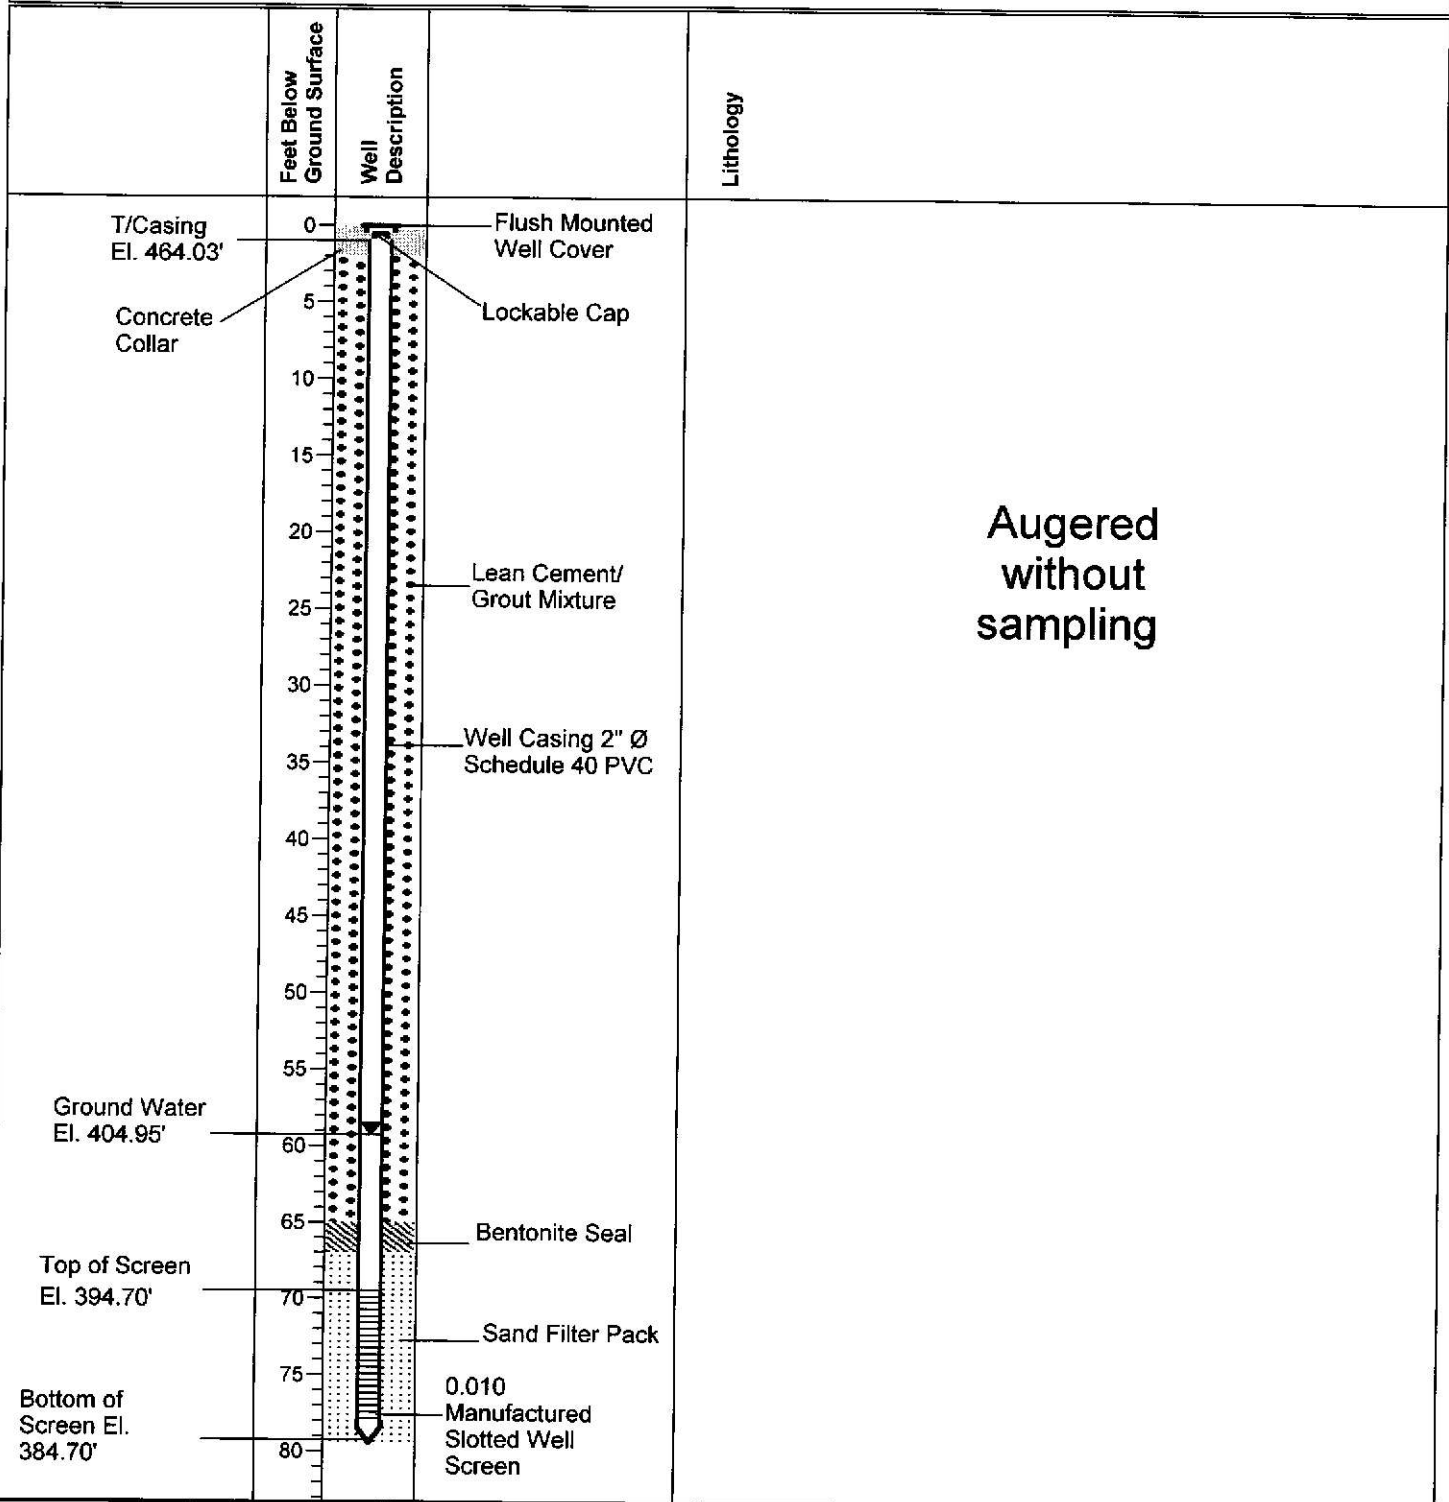 Feet Below
Ground Surface
Well
Description
Lithology
T/Casing
El. 464.03'
Concrete
Collar
Flush Mounted
Well Cover
Lockable Cap
0
5
10
15
20
25
30
35
40
45
50
55
60
65
70
75
80
Augered
without
sampling
Lean Cement/
Grout Mixture
Well Casing 2" Ø
Schedule 40 PVC
Ground Water
El. 404.95'
Bentonite Seal
Top of Screen
El. 394.70'
Sand Filter Pack
0.010
Manufactured
Slotted Well
Screen
Bottom of
Screen El.
384.70'